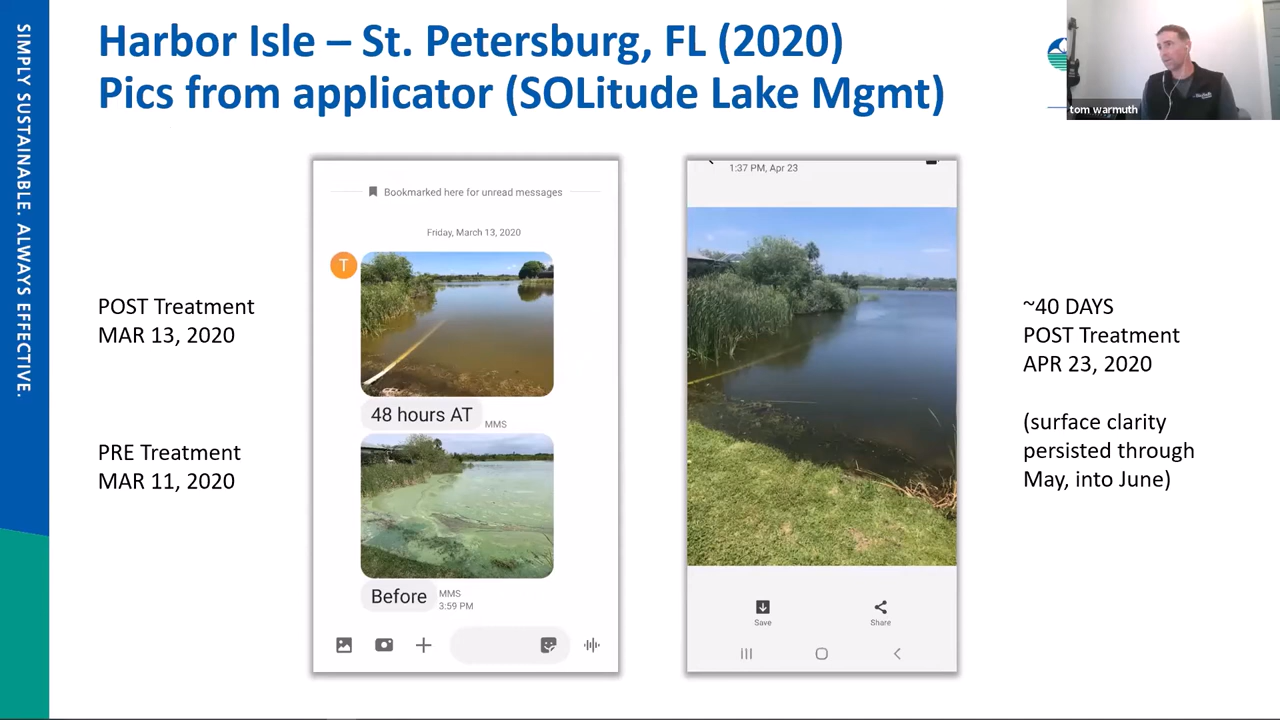 SIMPLY SUSTAINABLE. ALWAYS EFFECTIVE.
Harbor Isle – St. Petersburg, FL (2020)
Pics from applicator (SOLitude Lake Mgmt)
tom warmuth
POST Treatment
MAR 13, 2020
PRE Treatment
MAR 11, 2020
Bookmarked here for unread messages
Friday, March 13, 2020
T
48 hours AT
MMS
Before
MMS
3:59 PM
1:37 PM, Apr 23
Save
Share
~40 DAYS
POST Treatment
APR 23, 2020
(surface clarity
persisted through
May, into June)